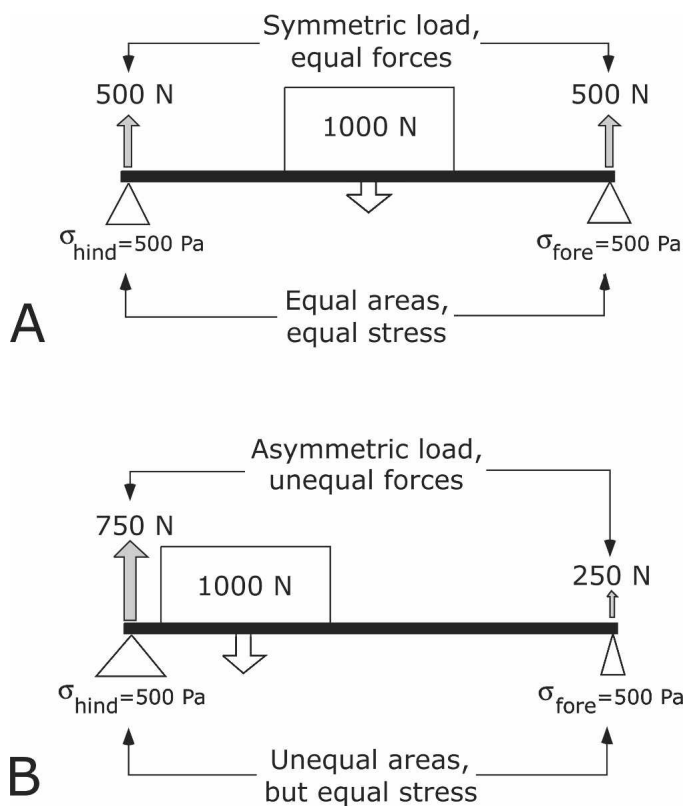 Symmetric load,
equal forces
500 N
500 N
1000 N
σhind=500 Pa
σfore=500 Pa
Equal areas,
equal stress
A
Asymmetric load,
unequal forces
750 N
1000 N
250 N
σhind=500 Pa
σfore=500 Pa
Unequal areas,
but equal stress
B